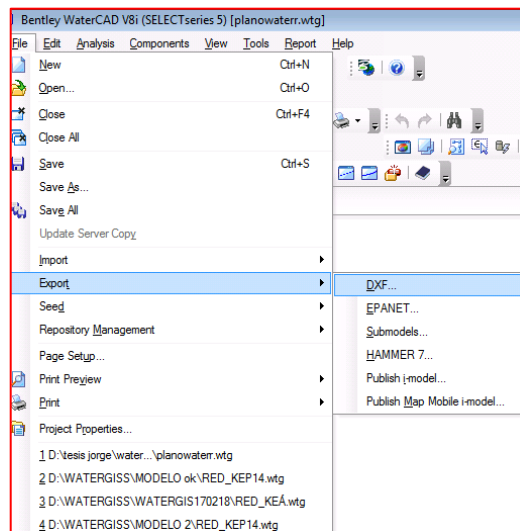 Bentley WaterCAD V8i (SELECTseries 5) [planowaterr.wtg]
File Edit Analysis Components View Tools Report Help
New Ctrl+N
Open... Ctrl+O
Close Ctrl+F4
Close All
Save Ctrl+S
Save As...
Save All
Update Server Copy
Import
Export
Seed
Repository Management
Page Setup...
Print Preview
Print
Project Properties...
1 D:\tesis jorge\water...\planowaterr.wtg
2 D:\WATERGISS\MODELO ok\RED_KEP14.wtg
3 D:\WATERGISS\WATERGIS170218\RED_KEÁ.wtg
4 D:\WATERGISS\MODELO 2\RED_KEP14.wtg
DXF...
EPANET...
Submodels...
HAMMER 7...
Publish i-model...
Publish Map Mobile i-model...